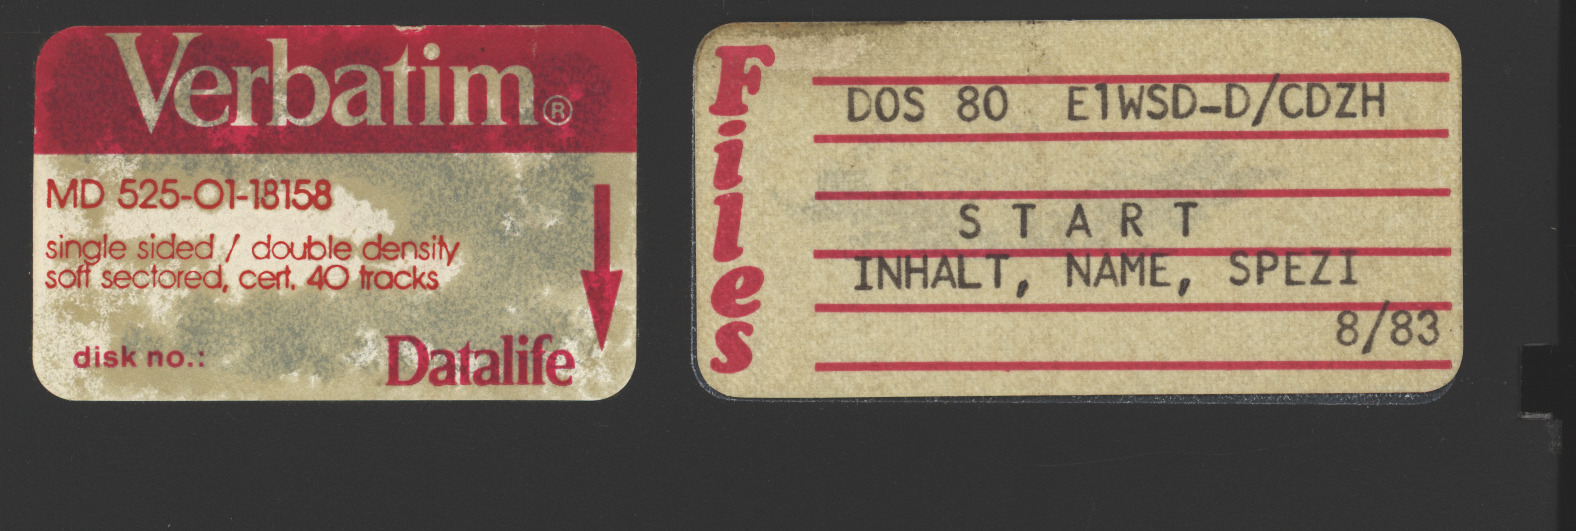 Verbatim®
MD 525-01-18158
single sided / double density
soft sectored, cert. 40 tracks
disk no.:
Datalife
Files
DOS 80 E1WSD-D/CDZH
S T A R T
INHALT, NAME, SPEZI
8/83